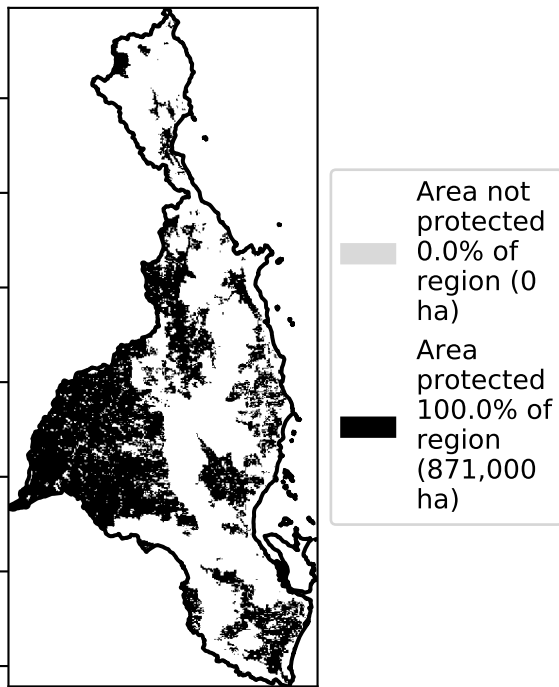 Area not
protected
0.0% of
region (0
ha)
Area
protected
100.0% of
region
(871,000
ha)